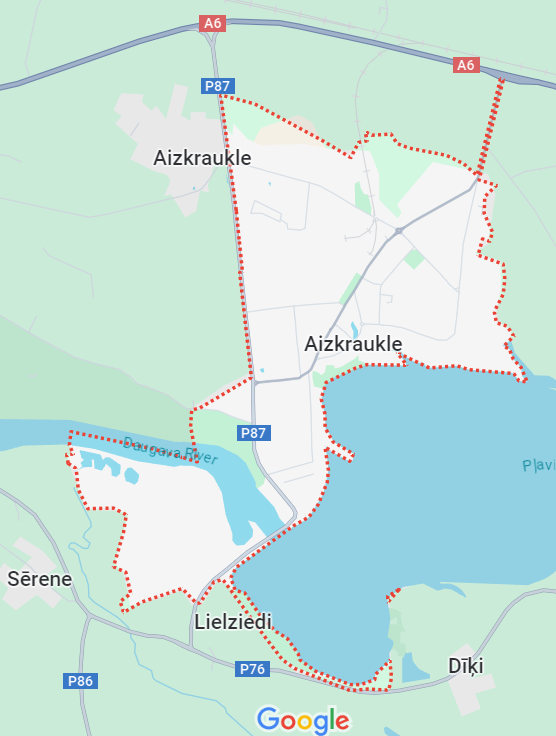 A6
A6
P87
Aizkraukle
Aizkraukle
P87
Daugava River
Pļavi
Sērene
Lielziedi
P76
Dīķi
P86
Google